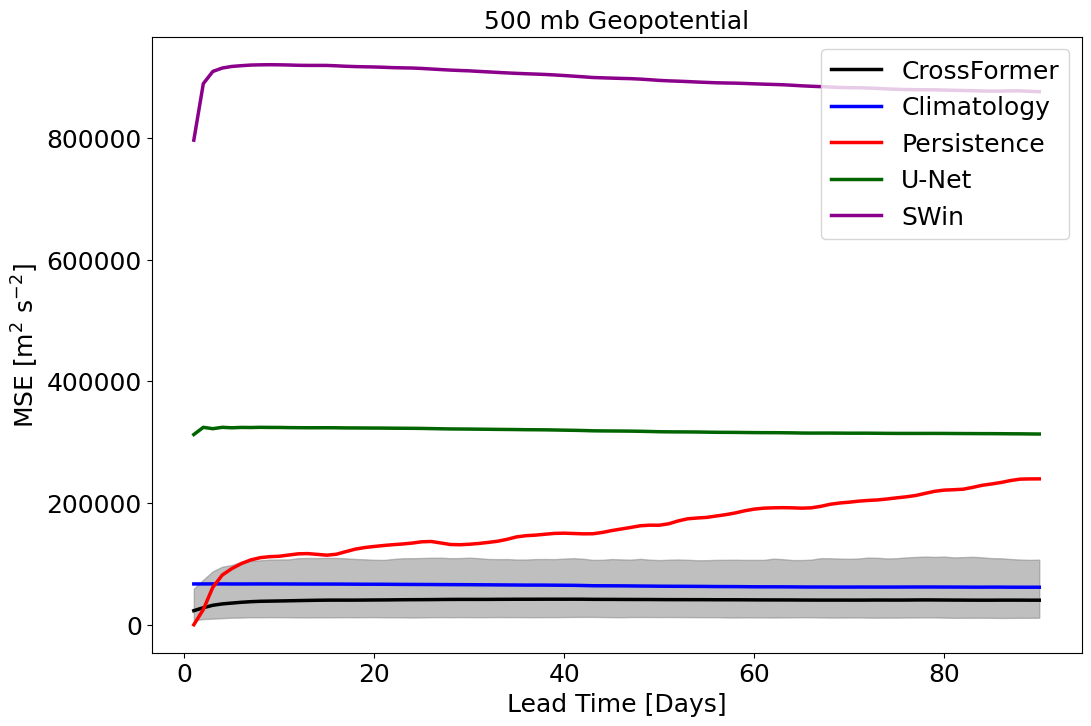 500 mb Geopotential
MSE [m² s⁻²]
800000
600000
400000
200000
0
0 20 40 60 80
Lead Time [Days]
CrossFormer
Climatology
Persistence
U-Net
SWin